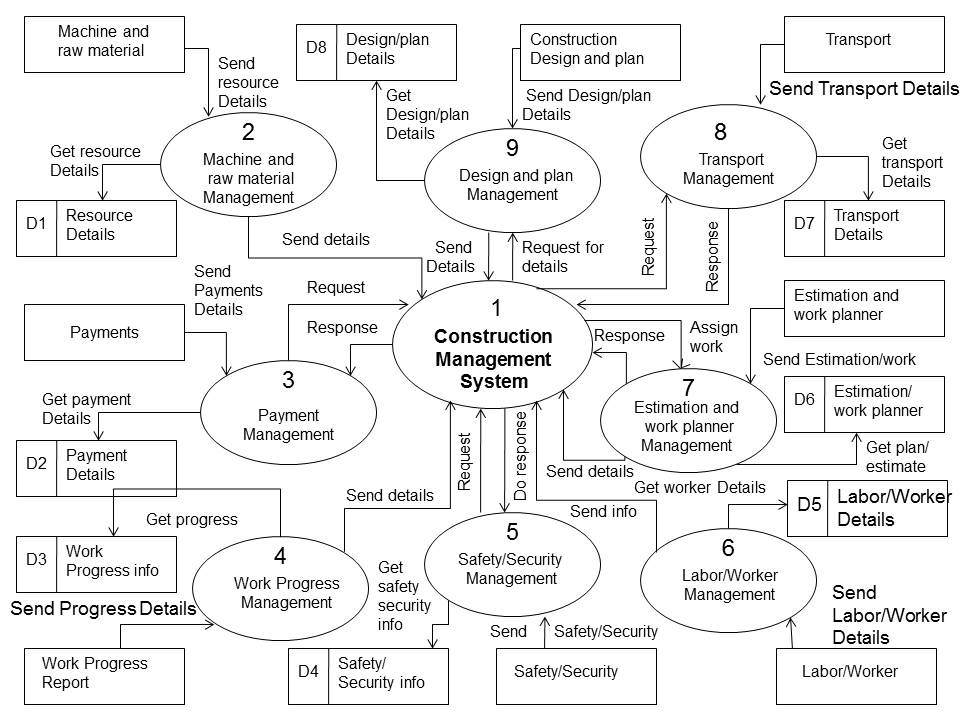 Machine and
raw material
D8
Design/plan
Details
Construction
Design and plan
Transport
Send
resource
Details
Get
Design/plan
Details
Send Design/plan
Details
Send Transport Details
2
Machine and
raw material
Management
9
Design and plan
Management
8
Transport
Management
Get resource
Details
Get
transport
Details
D1
Resource
Details
D7
Transport
Details
Send details
Send
Details
Request for
details
Request
Response
Send
Payments
Details
Request
Response
1
Construction
Management
System
Response
Assign
work
Estimation and
work planner
Payments
Send Estimation/work
3
Payment
Management
7
Estimation and
work planner
Management
D6
Estimation/
work planner
Get payment
Details
Get plan/
estimate
D2
Payment
Details
Send details
Request
Do response
Send details
Get worker Details
D5
Labor/Worker
Details
Get progress
Send info
D3
Work
Progress info
4
Work Progress
Management
5
Safety/Security
Management
6
Labor/Worker
Management
Get
safety
security
info
Send Progress Details
Send
Labor/Worker
Details
Send
Safety/Security
Work Progress
Report
D4
Safety/
Security info
Safety/Security
Labor/Worker